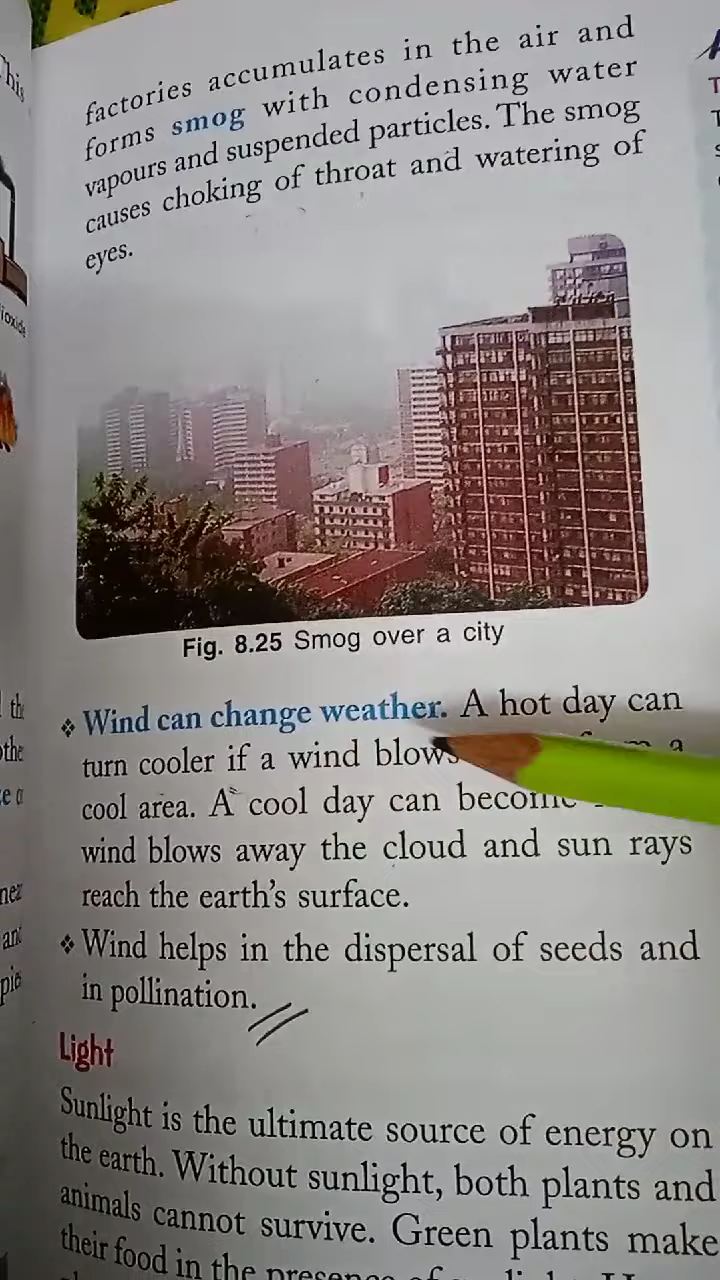 factories accumulates in the air and
forms smog with condensing water
vapours and suspended particles. The smog
causes choking of throat and watering of
eyes.
Fig. 8.25 Smog over a city
❖ Wind can change weather. A hot day can
turn cooler if a wind blows a
cool area. A cool day can become
wind blows away the cloud and sun rays
reach the earth's surface.
❖ Wind helps in the dispersal of seeds and
in pollination.
Light
Sunlight is the ultimate source of energy on
the earth. Without sunlight, both plants and
animals cannot survive. Green plants make
their food in the presence of